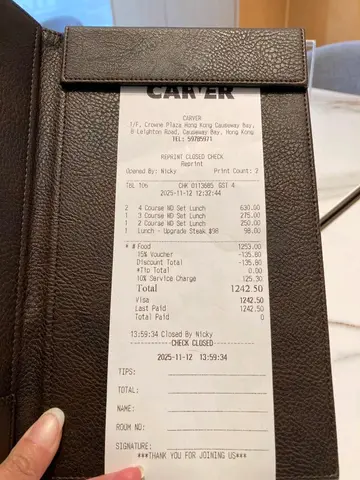 CARVER
CARVER
1/F, Crowne Plaza Hong Kong Causeway Bay,
8 Leighton Road, Causeway Bay, Hong Kong
TEL: 59785971
REPRINT CLOSED CHECK
Reprint
Opened By: Nicky Print Count: 7
TBL 106 CHK 0113685 GST 4
2025-11-12 12:32:44
2 4 Course ND Set Lunch 630.00
1 3 Course ND Set Lunch 275.00
1 2 Course ND Set Lunch 250.00
1 Lunch - Upgrade Steak $98 98.00
* # Food 1253.00
15% Voucher -135.80
Discount Total -135.80
*Tip Total 0.00
10% Service Charge 125.30
Total 1242.50
Visa 1242.50
Last Paid 1242.50
Total Paid 0
13:59:34 Closed By Nicky
----------CHECK CLOSED----------
2025-11-12 13:59:34
TIPS:
TOTAL:
NAME:
ROOM NO:
SIGNATURE:
***THANK YOU FOR JOINING US***